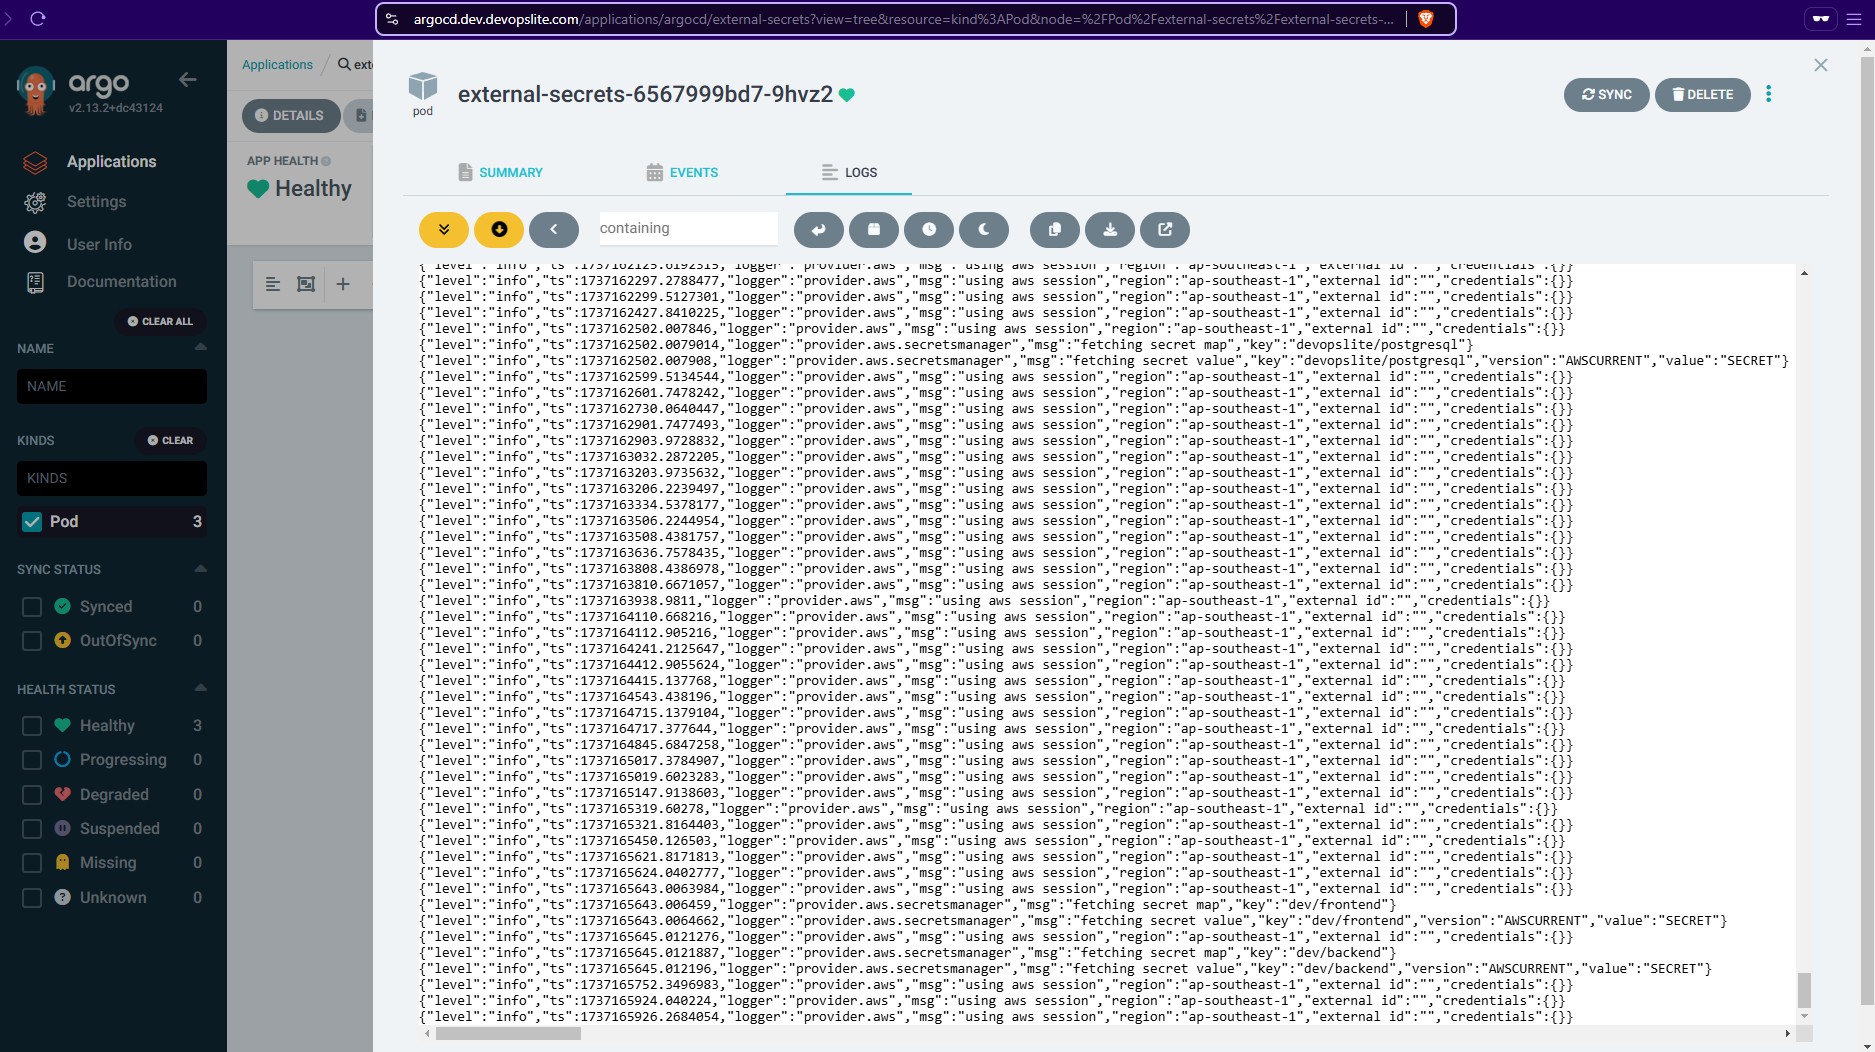 argocd.dev.devopslite.com/applications/argocd/external-secrets?view=tree&resource=kind%3APod&node=%2FPod%2Fexternal-secrets%2Fexternal-secrets-...
argo
v2.13.2+dc43124
Applications
Settings
User Info
Documentation
CLEAR ALL
NAME
NAME
KINDS
CLEAR
KINDS
Pod 3
SYNC STATUS
Synced 0
OutOfSync 0
HEALTH STATUS
Healthy 3
Progressing 0
Degraded 0
Suspended 0
Missing 0
Unknown 0
Applications
DETAILS
APP HEALTH
Healthy
pod
external-secrets-6567999bd7-9hvz2
SYNC
DELETE
SUMMARY
EVENTS
LOGS
containing
{"level":"info","ts":1737162125.6192315,"logger":"provider.aws","msg":"using aws session","region":"ap-southeast-1","external id":"","credentials":{}}
{"level":"info","ts":1737162297.2788477,"logger":"provider.aws","msg":"using aws session","region":"ap-southeast-1","external id":"","credentials":{}}
{"level":"info","ts":1737162299.5127301,"logger":"provider.aws","msg":"using aws session","region":"ap-southeast-1","external id":"","credentials":{}}
{"level":"info","ts":1737162427.8410225,"logger":"provider.aws","msg":"using aws session","region":"ap-southeast-1","external id":"","credentials":{}}
{"level":"info","ts":1737162502.007846,"logger":"provider.aws","msg":"using aws session","region":"ap-southeast-1","external id":"","credentials":{}}
{"level":"info","ts":1737162502.0079014,"logger":"provider.aws.secretsmanager","msg":"fetching secret map","key":"devopslite/postgresql"}
{"level":"info","ts":1737162502.007908,"logger":"provider.aws.secretsmanager","msg":"fetching secret value","key":"devopslite/postgresql","version":"AWSCURRENT","value":"SECRET"}
{"level":"info","ts":1737162599.5134544,"logger":"provider.aws","msg":"using aws session","region":"ap-southeast-1","external id":"","credentials":{}}
{"level":"info","ts":1737162601.7478242,"logger":"provider.aws","msg":"using aws session","region":"ap-southeast-1","external id":"","credentials":{}}
{"level":"info","ts":1737162730.0640447,"logger":"provider.aws","msg":"using aws session","region":"ap-southeast-1","external id":"","credentials":{}}
{"level":"info","ts":1737162901.7477493,"logger":"provider.aws","msg":"using aws session","region":"ap-southeast-1","external id":"","credentials":{}}
{"level":"info","ts":1737162903.9728832,"logger":"provider.aws","msg":"using aws session","region":"ap-southeast-1","external id":"","credentials":{}}
{"level":"info","ts":1737163032.2872205,"logger":"provider.aws","msg":"using aws session","region":"ap-southeast-1","external id":"","credentials":{}}
{"level":"info","ts":1737163203.9735632,"logger":"provider.aws","msg":"using aws session","region":"ap-southeast-1","external id":"","credentials":{}}
{"level":"info","ts":1737163206.2239497,"logger":"provider.aws","msg":"using aws session","region":"ap-southeast-1","external id":"","credentials":{}}
{"level":"info","ts":1737163334.5378177,"logger":"provider.aws","msg":"using aws session","region":"ap-southeast-1","external id":"","credentials":{}}
{"level":"info","ts":1737163506.2244954,"logger":"provider.aws","msg":"using aws session","region":"ap-southeast-1","external id":"","credentials":{}}
{"level":"info","ts":1737163508.4381757,"logger":"provider.aws","msg":"using aws session","region":"ap-southeast-1","external id":"","credentials":{}}
{"level":"info","ts":1737163636.7578435,"logger":"provider.aws","msg":"using aws session","region":"ap-southeast-1","external id":"","credentials":{}}
{"level":"info","ts":1737163808.4386978,"logger":"provider.aws","msg":"using aws session","region":"ap-southeast-1","external id":"","credentials":{}}
{"level":"info","ts":1737163810.6671057,"logger":"provider.aws","msg":"using aws session","region":"ap-southeast-1","external id":"","credentials":{}}
{"level":"info","ts":1737163938.9811,"logger":"provider.aws","msg":"using aws session","region":"ap-southeast-1","external id":"","credentials":{}}
{"level":"info","ts":1737164110.668216,"logger":"provider.aws","msg":"using aws session","region":"ap-southeast-1","external id":"","credentials":{}}
{"level":"info","ts":1737164112.905216,"logger":"provider.aws","msg":"using aws session","region":"ap-southeast-1","external id":"","credentials":{}}
{"level":"info","ts":1737164241.2125647,"logger":"provider.aws","msg":"using aws session","region":"ap-southeast-1","external id":"","credentials":{}}
{"level":"info","ts":1737164412.9055624,"logger":"provider.aws","msg":"using aws session","region":"ap-southeast-1","external id":"","credentials":{}}
{"level":"info","ts":1737164415.137768,"logger":"provider.aws","msg":"using aws session","region":"ap-southeast-1","external id":"","credentials":{}}
{"level":"info","ts":1737164543.438196,"logger":"provider.aws","msg":"using aws session","region":"ap-southeast-1","external id":"","credentials":{}}
{"level":"info","ts":1737164715.1379104,"logger":"provider.aws","msg":"using aws session","region":"ap-southeast-1","external id":"","credentials":{}}
{"level":"info","ts":1737164717.377644,"logger":"provider.aws","msg":"using aws session","region":"ap-southeast-1","external id":"","credentials":{}}
{"level":"info","ts":1737164845.6847258,"logger":"provider.aws","msg":"using aws session","region":"ap-southeast-1","external id":"","credentials":{}}
{"level":"info","ts":1737165017.3784907,"logger":"provider.aws","msg":"using aws session","region":"ap-southeast-1","external id":"","credentials":{}}
{"level":"info","ts":1737165019.6023283,"logger":"provider.aws","msg":"using aws session","region":"ap-southeast-1","external id":"","credentials":{}}
{"level":"info","ts":1737165147.9138603,"logger":"provider.aws","msg":"using aws session","region":"ap-southeast-1","external id":"","credentials":{}}
{"level":"info","ts":1737165319.60278,"logger":"provider.aws","msg":"using aws session","region":"ap-southeast-1","external id":"","credentials":{}}
{"level":"info","ts":1737165321.8164403,"logger":"provider.aws","msg":"using aws session","region":"ap-southeast-1","external id":"","credentials":{}}
{"level":"info","ts":1737165450.126503,"logger":"provider.aws","msg":"using aws session","region":"ap-southeast-1","external id":"","credentials":{}}
{"level":"info","ts":1737165621.8171813,"logger":"provider.aws","msg":"using aws session","region":"ap-southeast-1","external id":"","credentials":{}}
{"level":"info","ts":1737165624.0402777,"logger":"provider.aws","msg":"using aws session","region":"ap-southeast-1","external id":"","credentials":{}}
{"level":"info","ts":1737165643.0063984,"logger":"provider.aws","msg":"using aws session","region":"ap-southeast-1","external id":"","credentials":{}}
{"level":"info","ts":1737165643.006459,"logger":"provider.aws.secretsmanager","msg":"fetching secret map","key":"dev/frontend"}
{"level":"info","ts":1737165643.0064662,"logger":"provider.aws.secretsmanager","msg":"fetching secret value","key":"dev/frontend","version":"AWSCURRENT","value":"SECRET"}
{"level":"info","ts":1737165645.0121276,"logger":"provider.aws","msg":"using aws session","region":"ap-southeast-1","external id":"","credentials":{}}
{"level":"info","ts":1737165645.0121887,"logger":"provider.aws.secretsmanager","msg":"fetching secret map","key":"dev/backend"}
{"level":"info","ts":1737165645.012196,"logger":"provider.aws.secretsmanager","msg":"fetching secret value","key":"dev/backend","version":"AWSCURRENT","value":"SECRET"}
{"level":"info","ts":1737165752.3496983,"logger":"provider.aws","msg":"using aws session","region":"ap-southeast-1","external id":"","credentials":{}}
{"level":"info","ts":1737165924.040224,"logger":"provider.aws","msg":"using aws session","region":"ap-southeast-1","external id":"","credentials":{}}
{"level":"info","ts":1737165926.2684054,"logger":"provider.aws","msg":"using aws session","region":"ap-southeast-1","external id":"","credentials":{}}